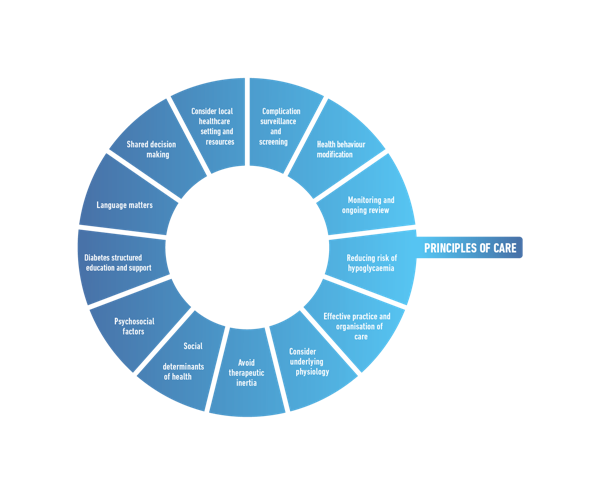 Consider local
healthcare
setting and
resources
Complication
surveillance
and
screening
Health behaviour
modification
Monitoring and
ongoing review
PRINCIPLES OF CARE
Reducing risk of
hypoglycaemia
Effective practice and
organisation of
care
Consider
underlying
physiology
Avoid
therapeutic
inertia
Social
determinants
of health
Psychosocial
factors
Diabetes structured
education and support
Language matters
Shared decision
making